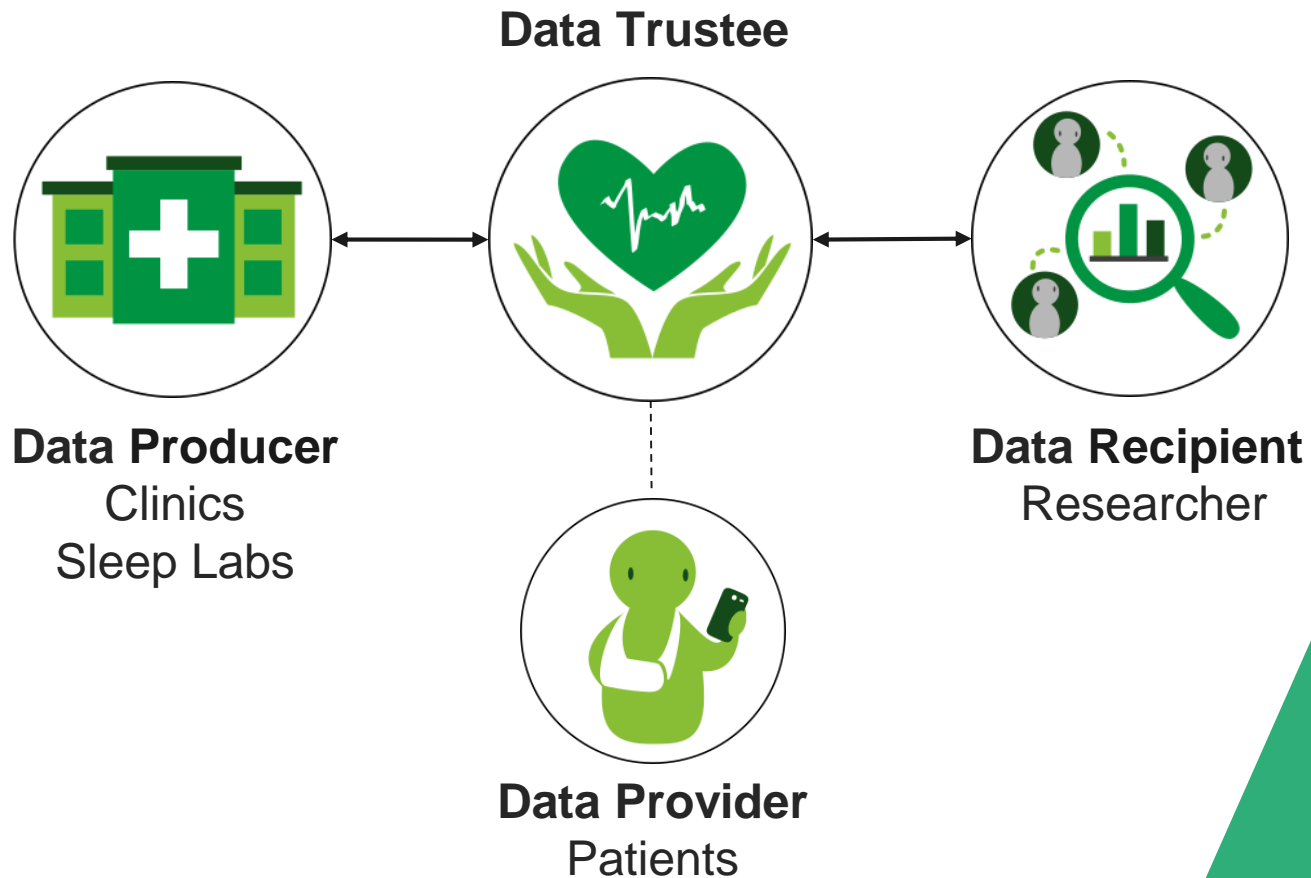 Data Trustee
Data Producer
Clinics
Sleep Labs
Data Recipient
Researcher
Data Provider
Patients